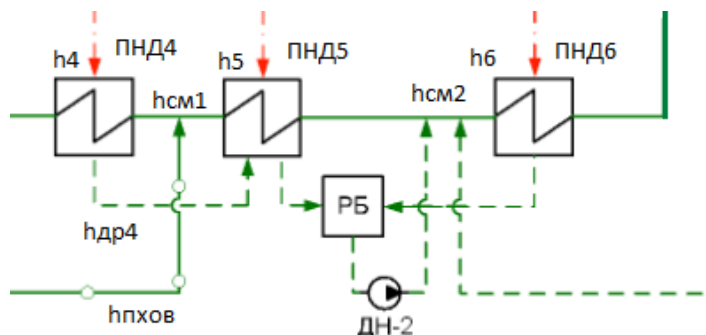 h4
ПНД4
h5
ПНД5
h6
ПНД6
hсм1
hсм2
РБ
hдр4
hпхов
ДН-2